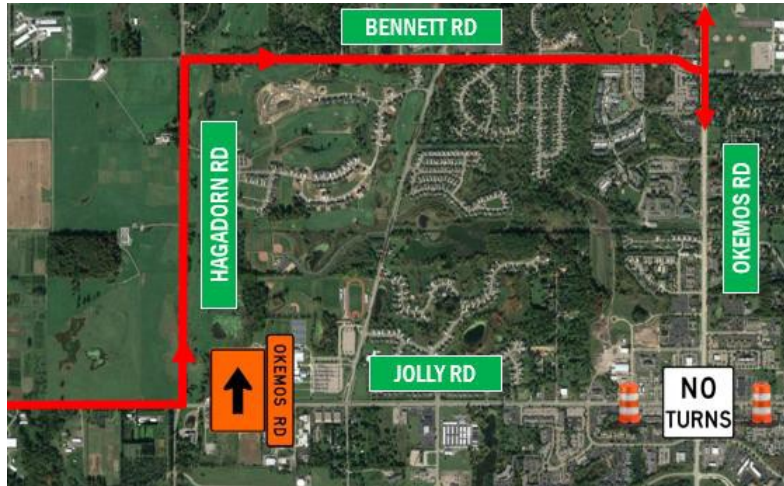 BENNETT RD
HAGADORN RD
OKEMOS RD
OKEMOS RD
JOLLY RD
NO
TURNS